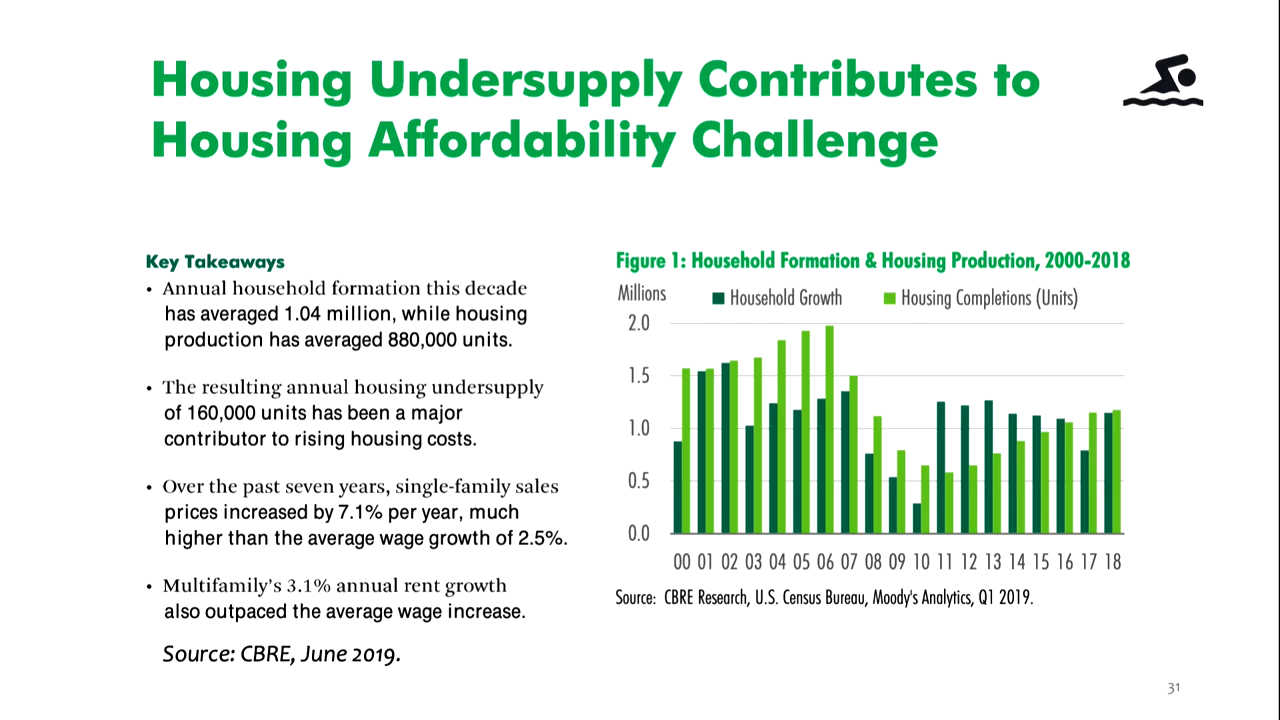 Housing Undersupply Contributes to
Housing Affordability Challenge
Key Takeaways
• Annual household formation this decade
has averaged 1.04 million, while housing
production has averaged 880,000 units.
• The resulting annual housing undersupply
of 160,000 units has been a major
contributor to rising housing costs.
• Over the past seven years, single-family sales
prices increased by 7.1% per year, much
higher than the average wage growth of 2.5%.
• Multifamily’s 3.1% annual rent growth
also outpaced the average wage increase.
Source: CBRE, June 2019.
Figure 1: Household Formation & Housing Production, 2000-2018
Millions
Household Growth
Housing Completions (Units)
2.0
1.5
1.0
0.5
0.0
00 01 02 03 04 05 06 07 08 09 10 11 12 13 14 15 16 17 18
Source: CBRE Research, U.S. Census Bureau, Moody's Analytics, Q1 2019.
31